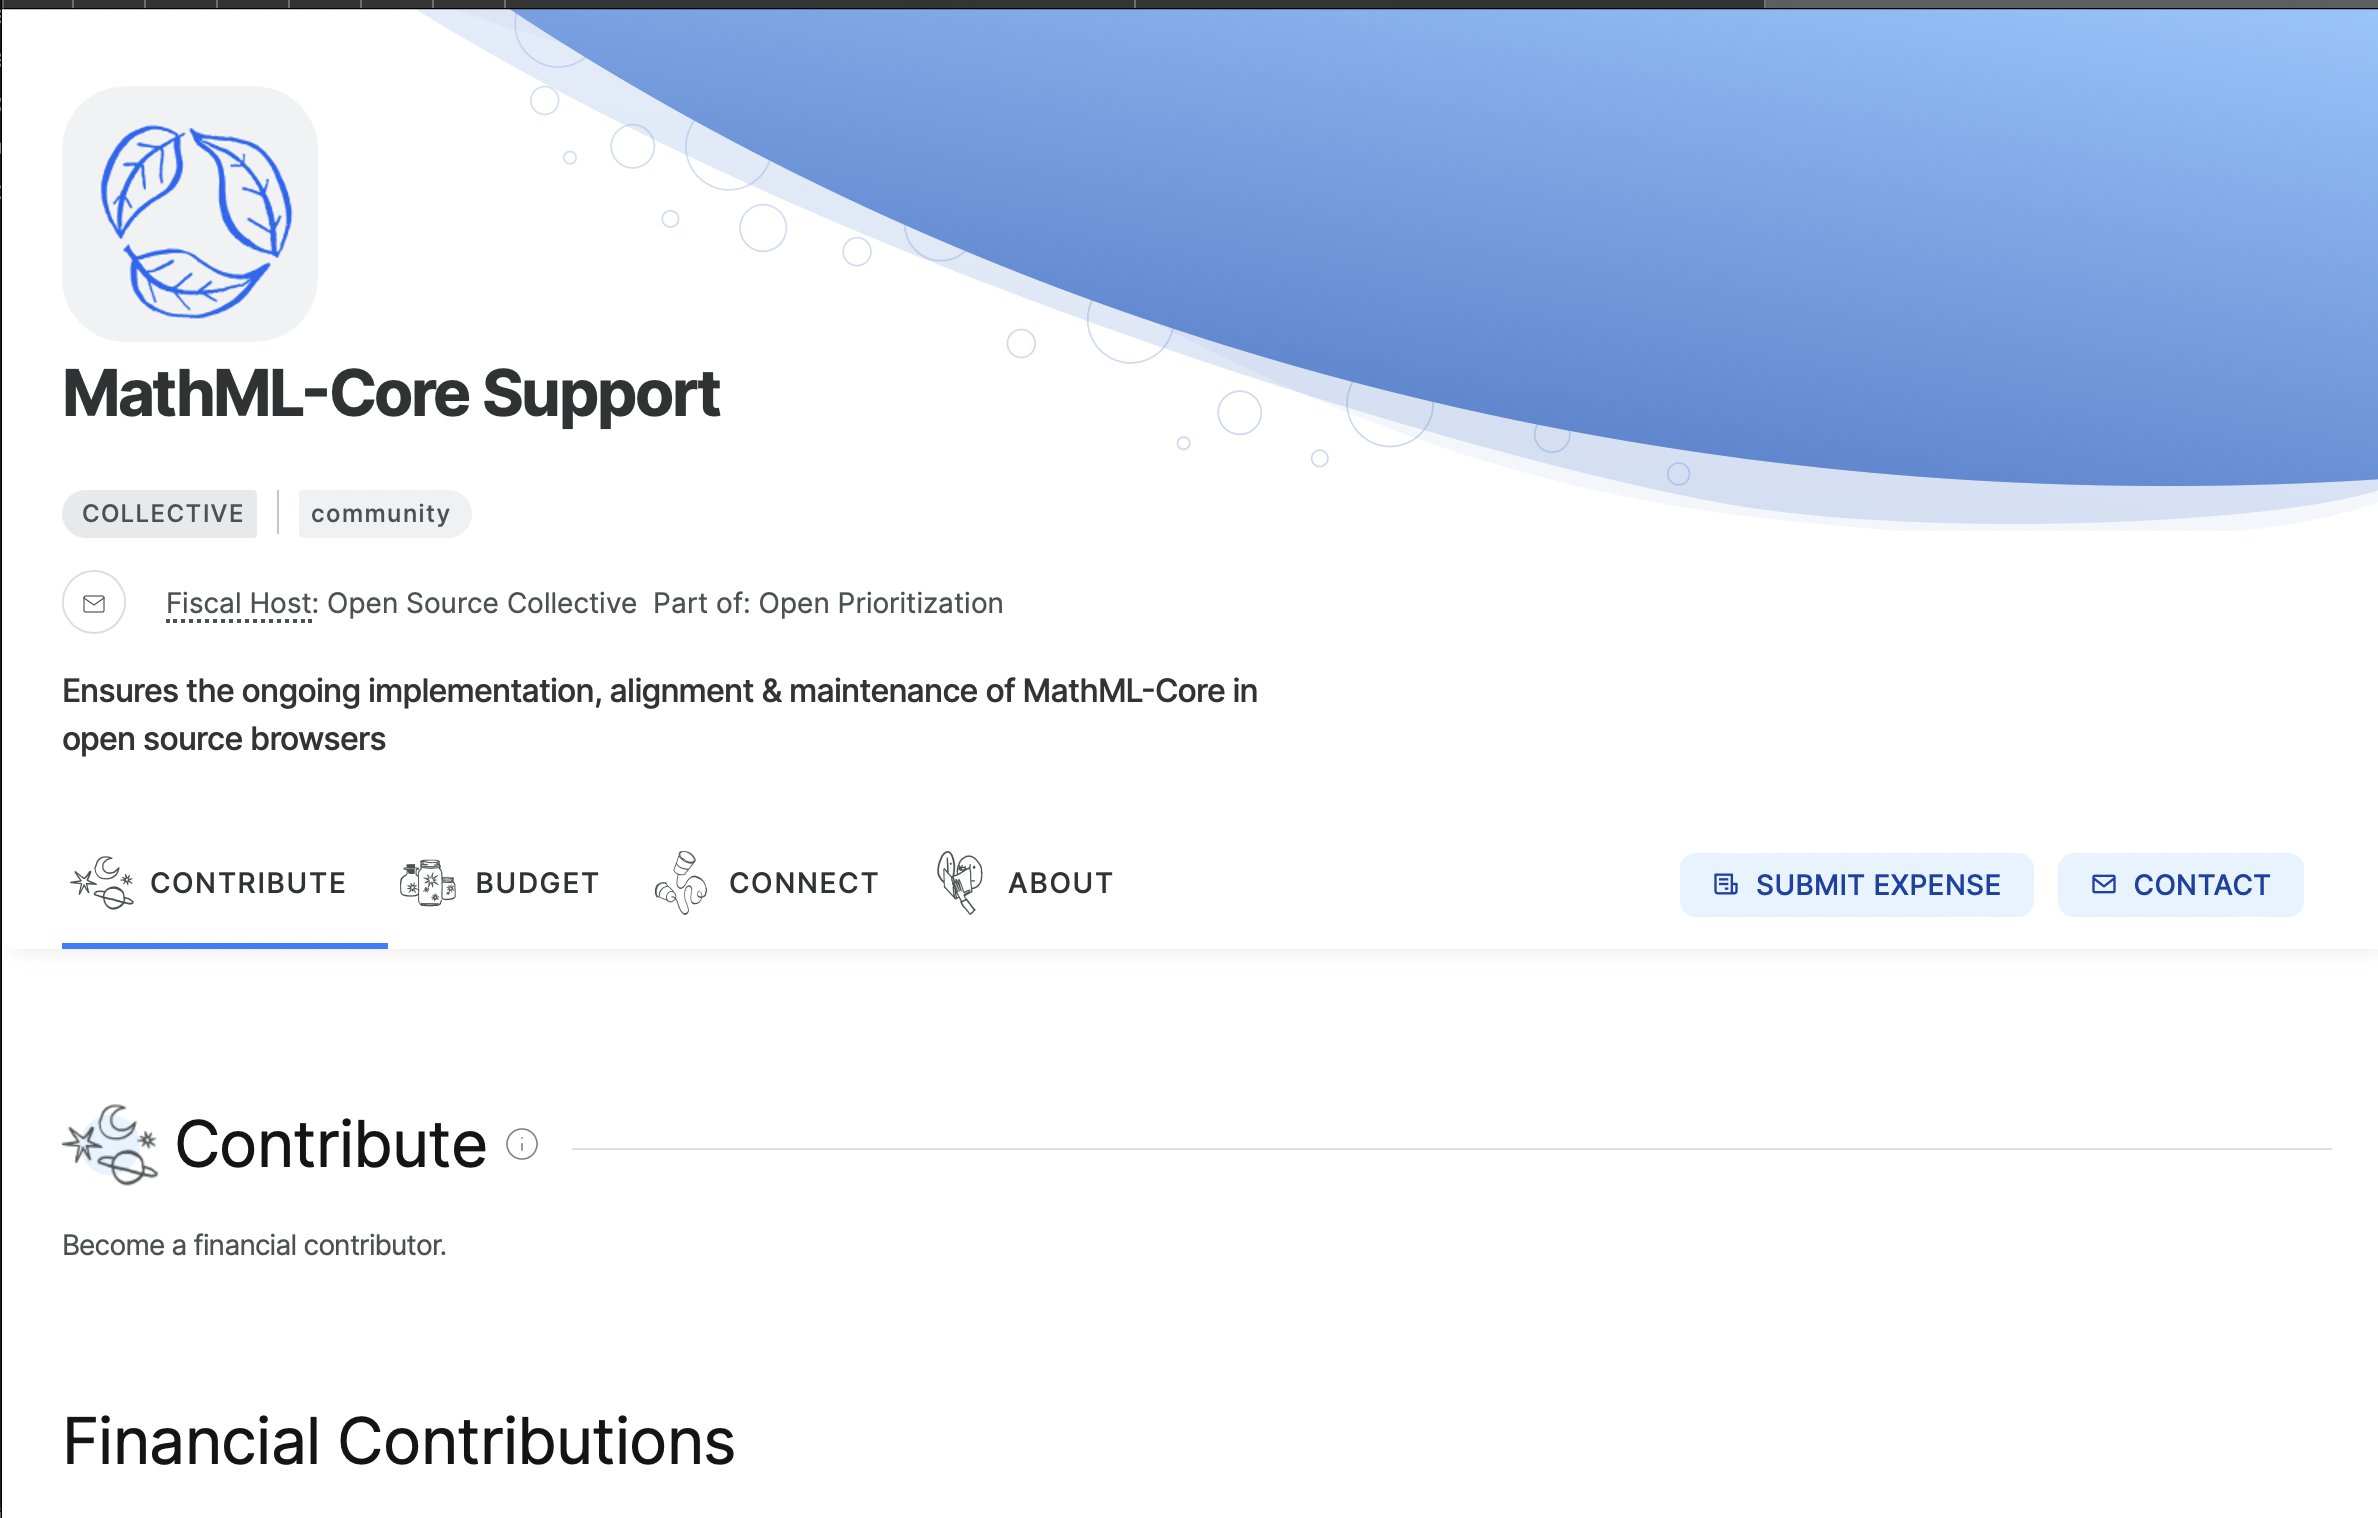 MathML-Core Support
COLLECTIVE community
Fiscal Host: Open Source Collective Part of: Open Prioritization
Ensures the ongoing implementation, alignment & maintenance of MathML-Core in
open source browsers
CONTRIBUTE BUDGET CONNECT ABOUT SUBMIT EXPENSE CONTACT
Contribute
Become a financial contributor.
Financial Contributions